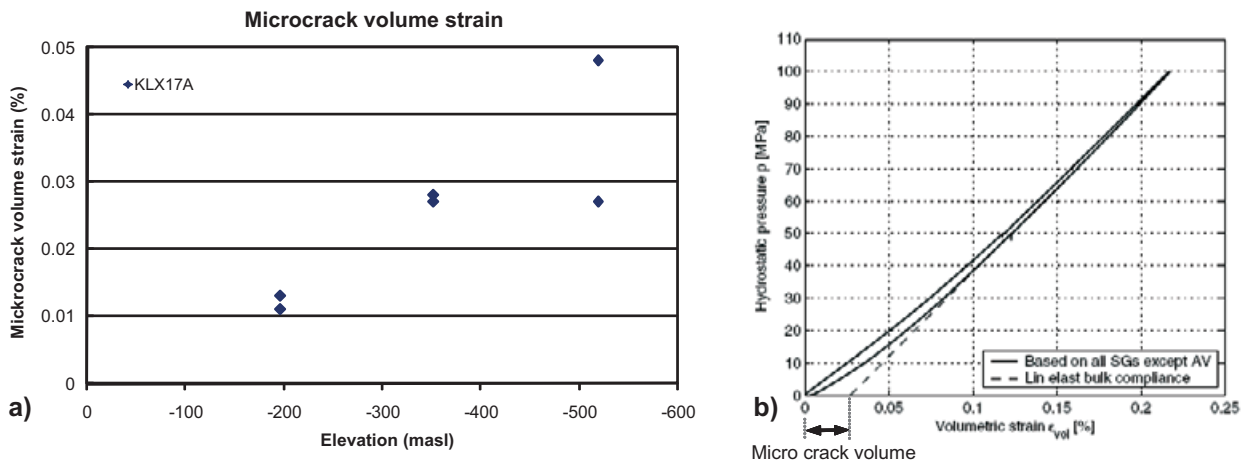 Microcrack volume strain
Mickrocrack volume strain (%)
0.05
0.04
0.03
0.02
0.01
0
KLX17A
0
-100
-200
-300
-400
-500
-600
Elevation (masl)
a)
Hydrostatic pressure p [MPa]
110
100
90
80
70
60
50
40
30
20
10
0
Based on all SGs except AV
Lin elast bulk compliance
0
0.05
0.1
0.15
0.2
0.25
Volumetric strain εvol [%]
b)
Micro crack volume